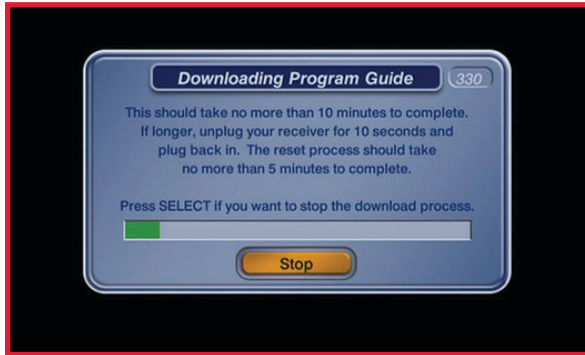 Downloading Program Guide 330
This should take no more than 10 minutes to complete.
If longer, unplug your receiver for 10 seconds and
plug back in. The reset process should take
no more than 5 minutes to complete.
Press SELECT if you want to stop the download process.
Stop